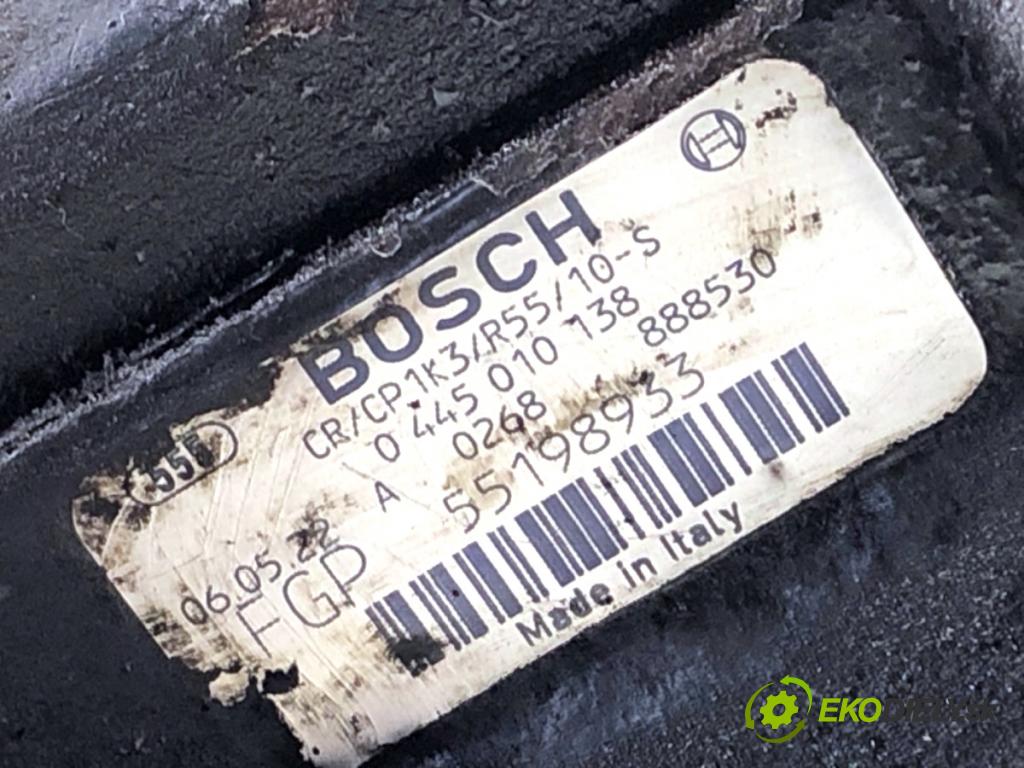 BOSCH
CR/CP1K3/R55/10-S
0 445 010 138
A 0268 888530
06.05.22
FGP 55198933
Made in Italy
EKO